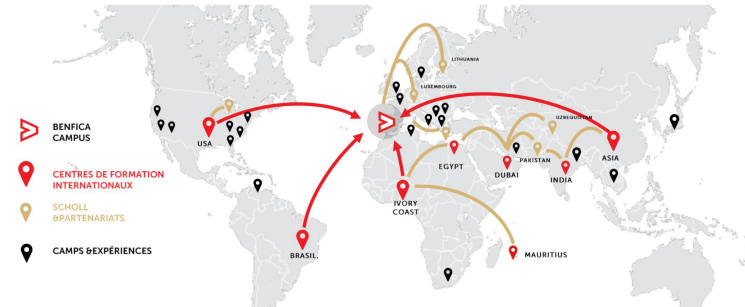 LITHUANIA
LUXEMBOURG
UZBEQUISTAN
USA
BENFICA
CAMPUS
CENTRES DE FORMATION
INTERNATIONAUX
SCHOLL
&PARTENARIATS
CAMPS &EXPÉRIENCES
EGYPT
DUBAI
PAKISTAN
INDIA
ASIA
IVORY
COAST
BRASIL.
MAURITIUS